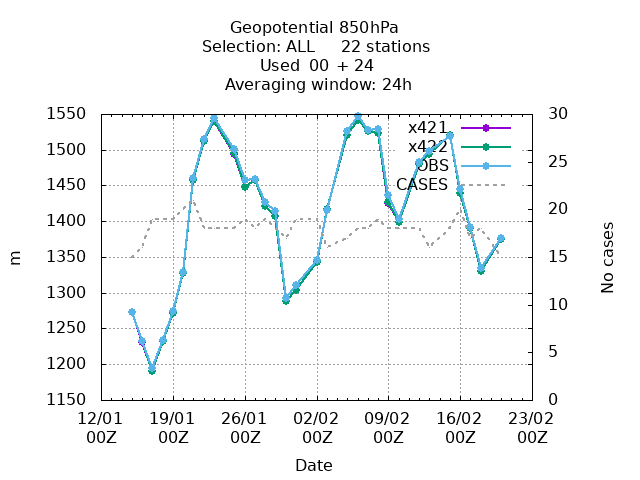 Geopotential 850hPa
Selection: ALL     22 stations
Used  00  + 24
Averaging window: 24h
x421
x422
OBS
CASES
1550
1500
1450
1400
1350
1300
1250
1200
1150
30
25
20
15
10
5
0
m
No cases
12/01 19/01 26/01 02/02 09/02 16/02 23/02
00Z 00Z 00Z 00Z 00Z 00Z 00Z
Date